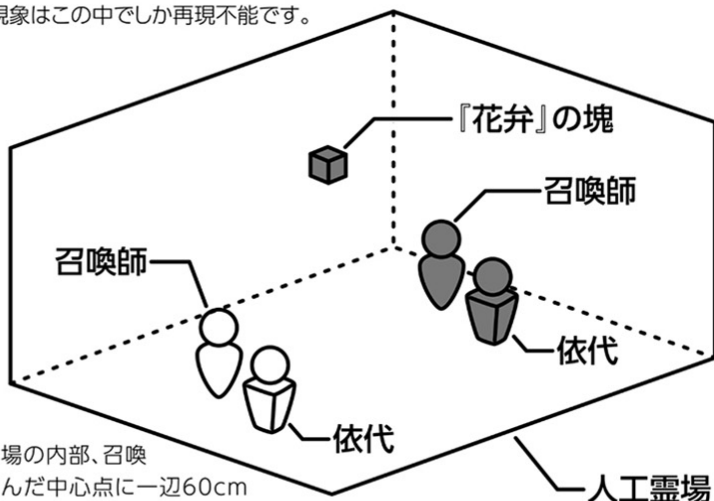 現象はこの中でしか再現不能です。
『花弁』の塊
召喚師
召喚師
依代
依代
場の内部、召喚
んだ中心点に一辺60cm
人工霊場